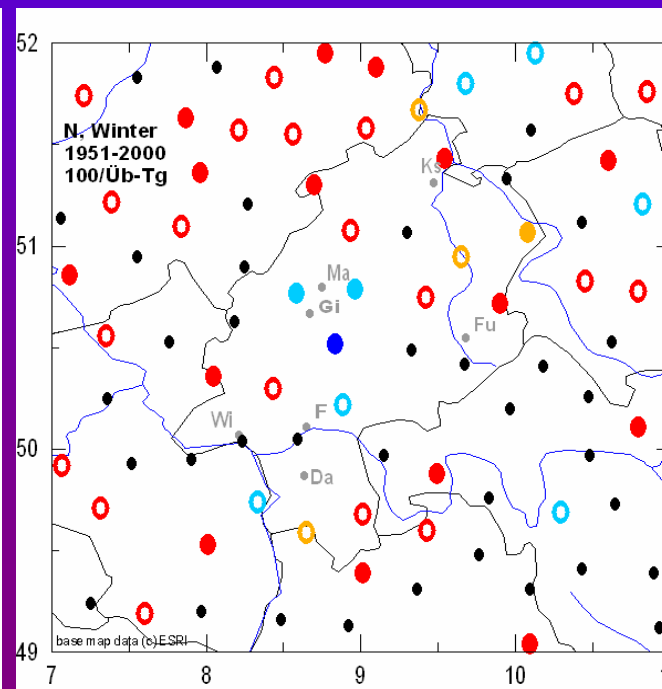 52
N, Winter
1951-2000
100/Üb-Tg
Ks
51
Ma
Gi
Fu
Wi
F
50
Da
base map data (c) ESRI
49
7 8 9 10